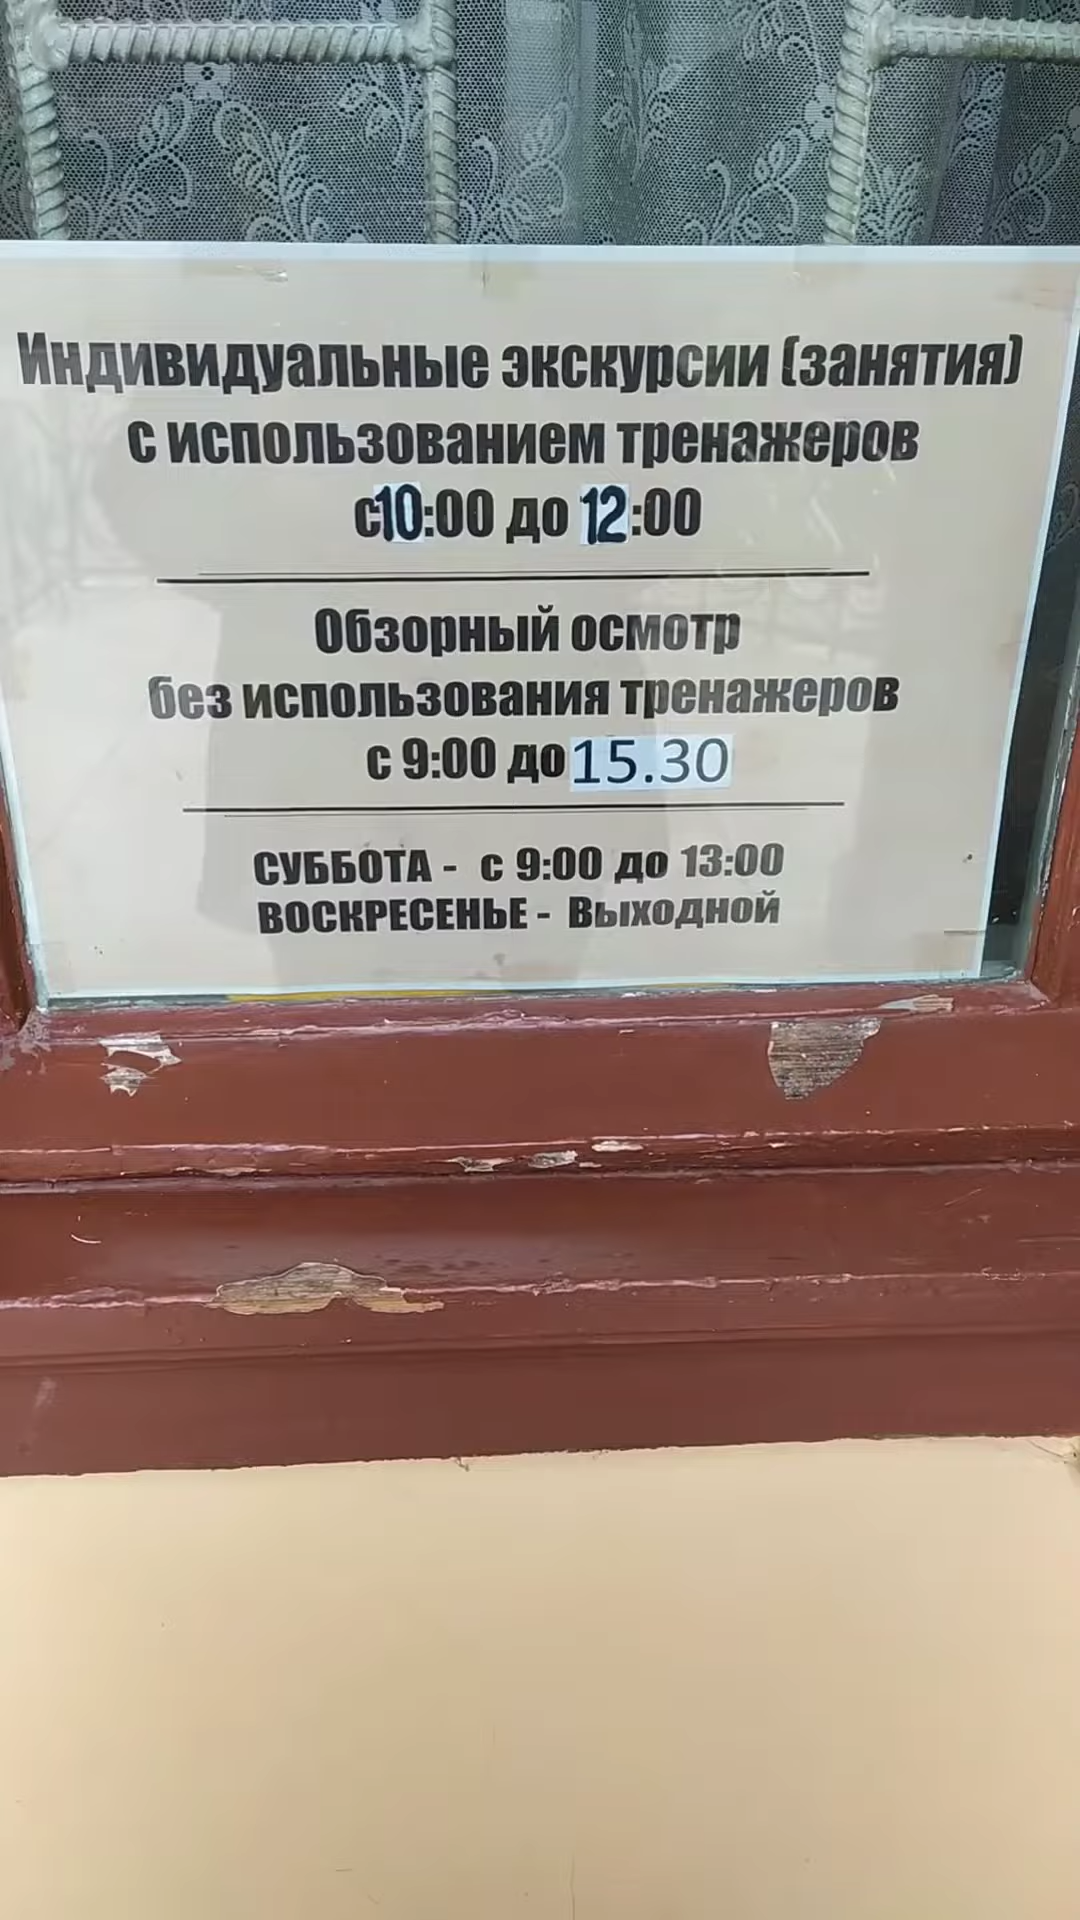 Индивидуальные экскурсии (занятия)
с использованием тренажеров
с 10:00 до 12:00
Обзорный осмотр
без использования тренажеров
с 9:00 до 15.30
СУББОТА - с 9:00 до 13:00
ВОСКРЕСЕНЬЕ - Выходной